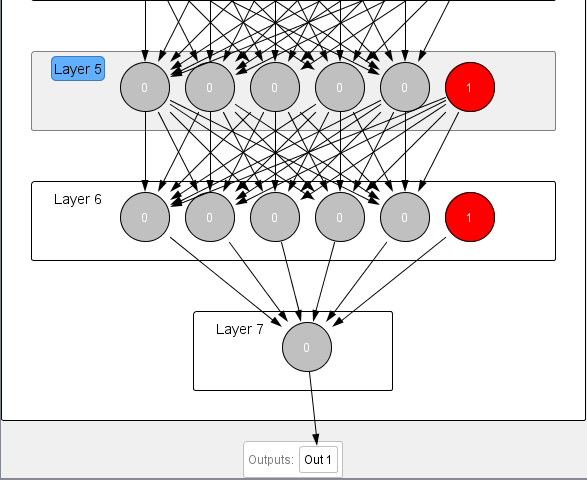 Layer 5
0 0 0 0 0 1
Layer 6
0 0 0 0 0 1
Layer 7
0
Outputs: Out 1